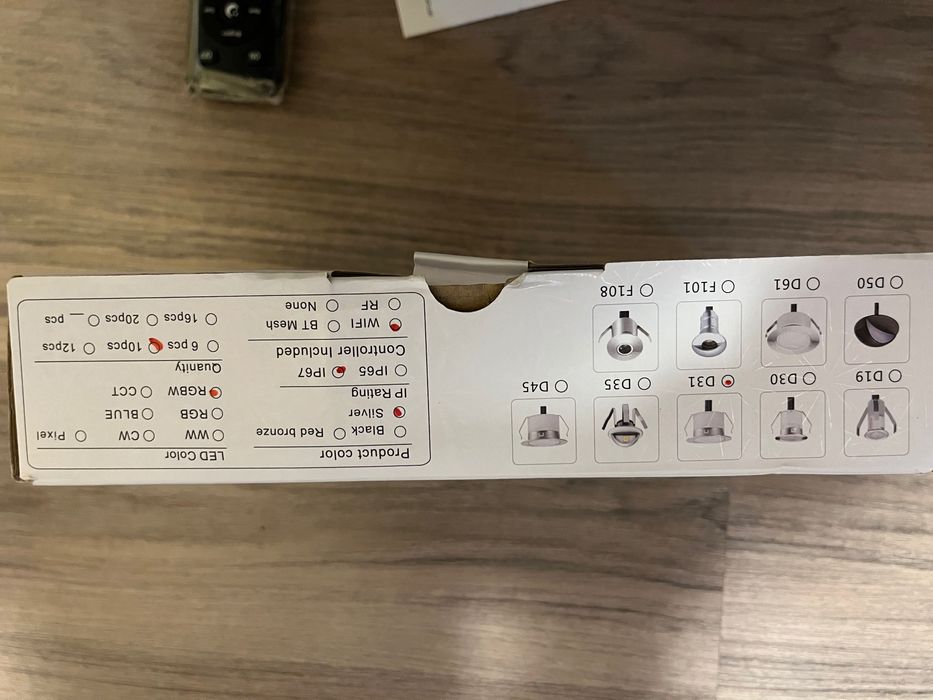 D19 D30 D31 D35 D45
D50 D61 F101 F108
Product color
Black Red bronze
Silver
IP Rating
IP65 IP67
Controller Included
WIFI BT Mesh
RF None
LED Color
WW CW Pixel
RGB BLUE
RGBW CCT
Quanity
6 pcs 10pcs 12pcs
16pcs 20pcs __ pcs